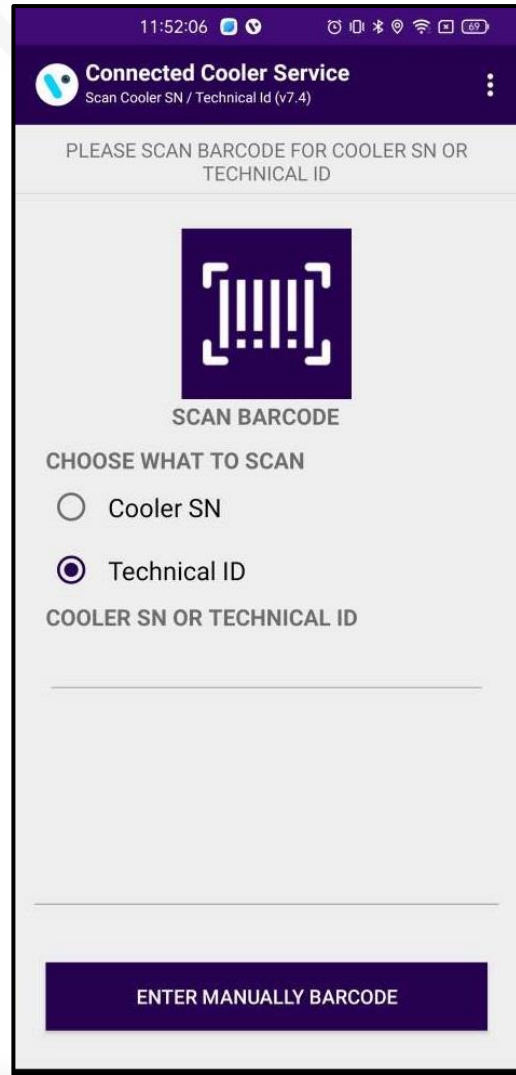 11:52:06
69
Connected Cooler Service
Scan Cooler SN / Technical Id (v7.4)
PLEASE SCAN BARCODE FOR COOLER SN OR
TECHNICAL ID
SCAN BARCODE
CHOOSE WHAT TO SCAN
Cooler SN
Technical ID
COOLER SN OR TECHNICAL ID
ENTER MANUALLY BARCODE